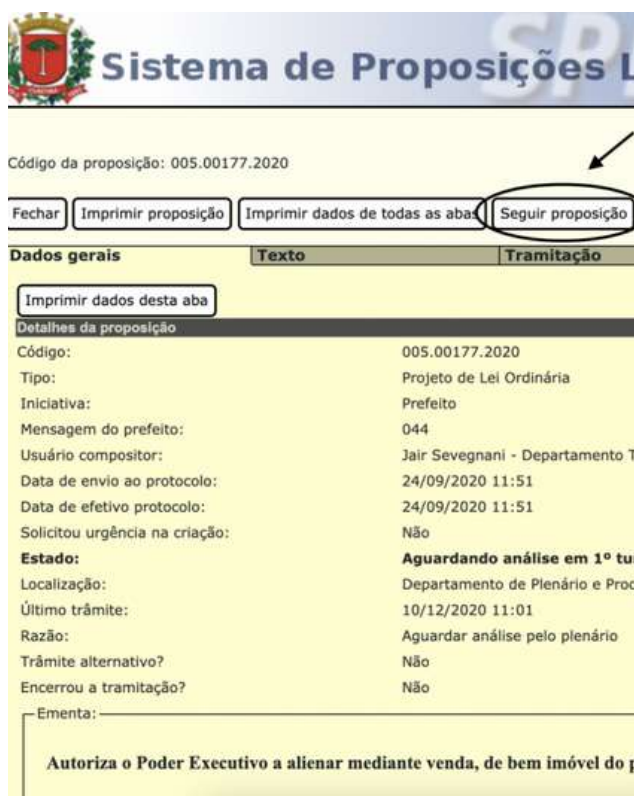 Sistema de Proposições L
Código da proposição: 005.00177.2020
Fechar Imprimir proposição Imprimir dados de todas as abas Seguir proposição
Dados gerais Texto Tramitação
Imprimir dados desta aba
Detalhes da proposição
Código: 005.00177.2020
Tipo: Projeto de Lei Ordinária
Iniciativa: Prefeito
Mensagem do prefeito: 044
Usuário compositor: Jair Sevegnani - Departamento T
Data de envio ao protocolo: 24/09/2020 11:51
Data de efetivo protocolo: 24/09/2020 11:51
Solicitou urgência na criação: Não
Estado: Aguardando análise em 1º tu
Localização: Departamento de Plenário e Proc
Último trâmite: 10/12/2020 11:01
Razão: Aguardar análise pelo plenário
Trâmite alternativo? Não
Encerrou a tramitação? Não
Ementa:
Autoriza o Poder Executivo a alienar mediante venda, de bem imóvel do p